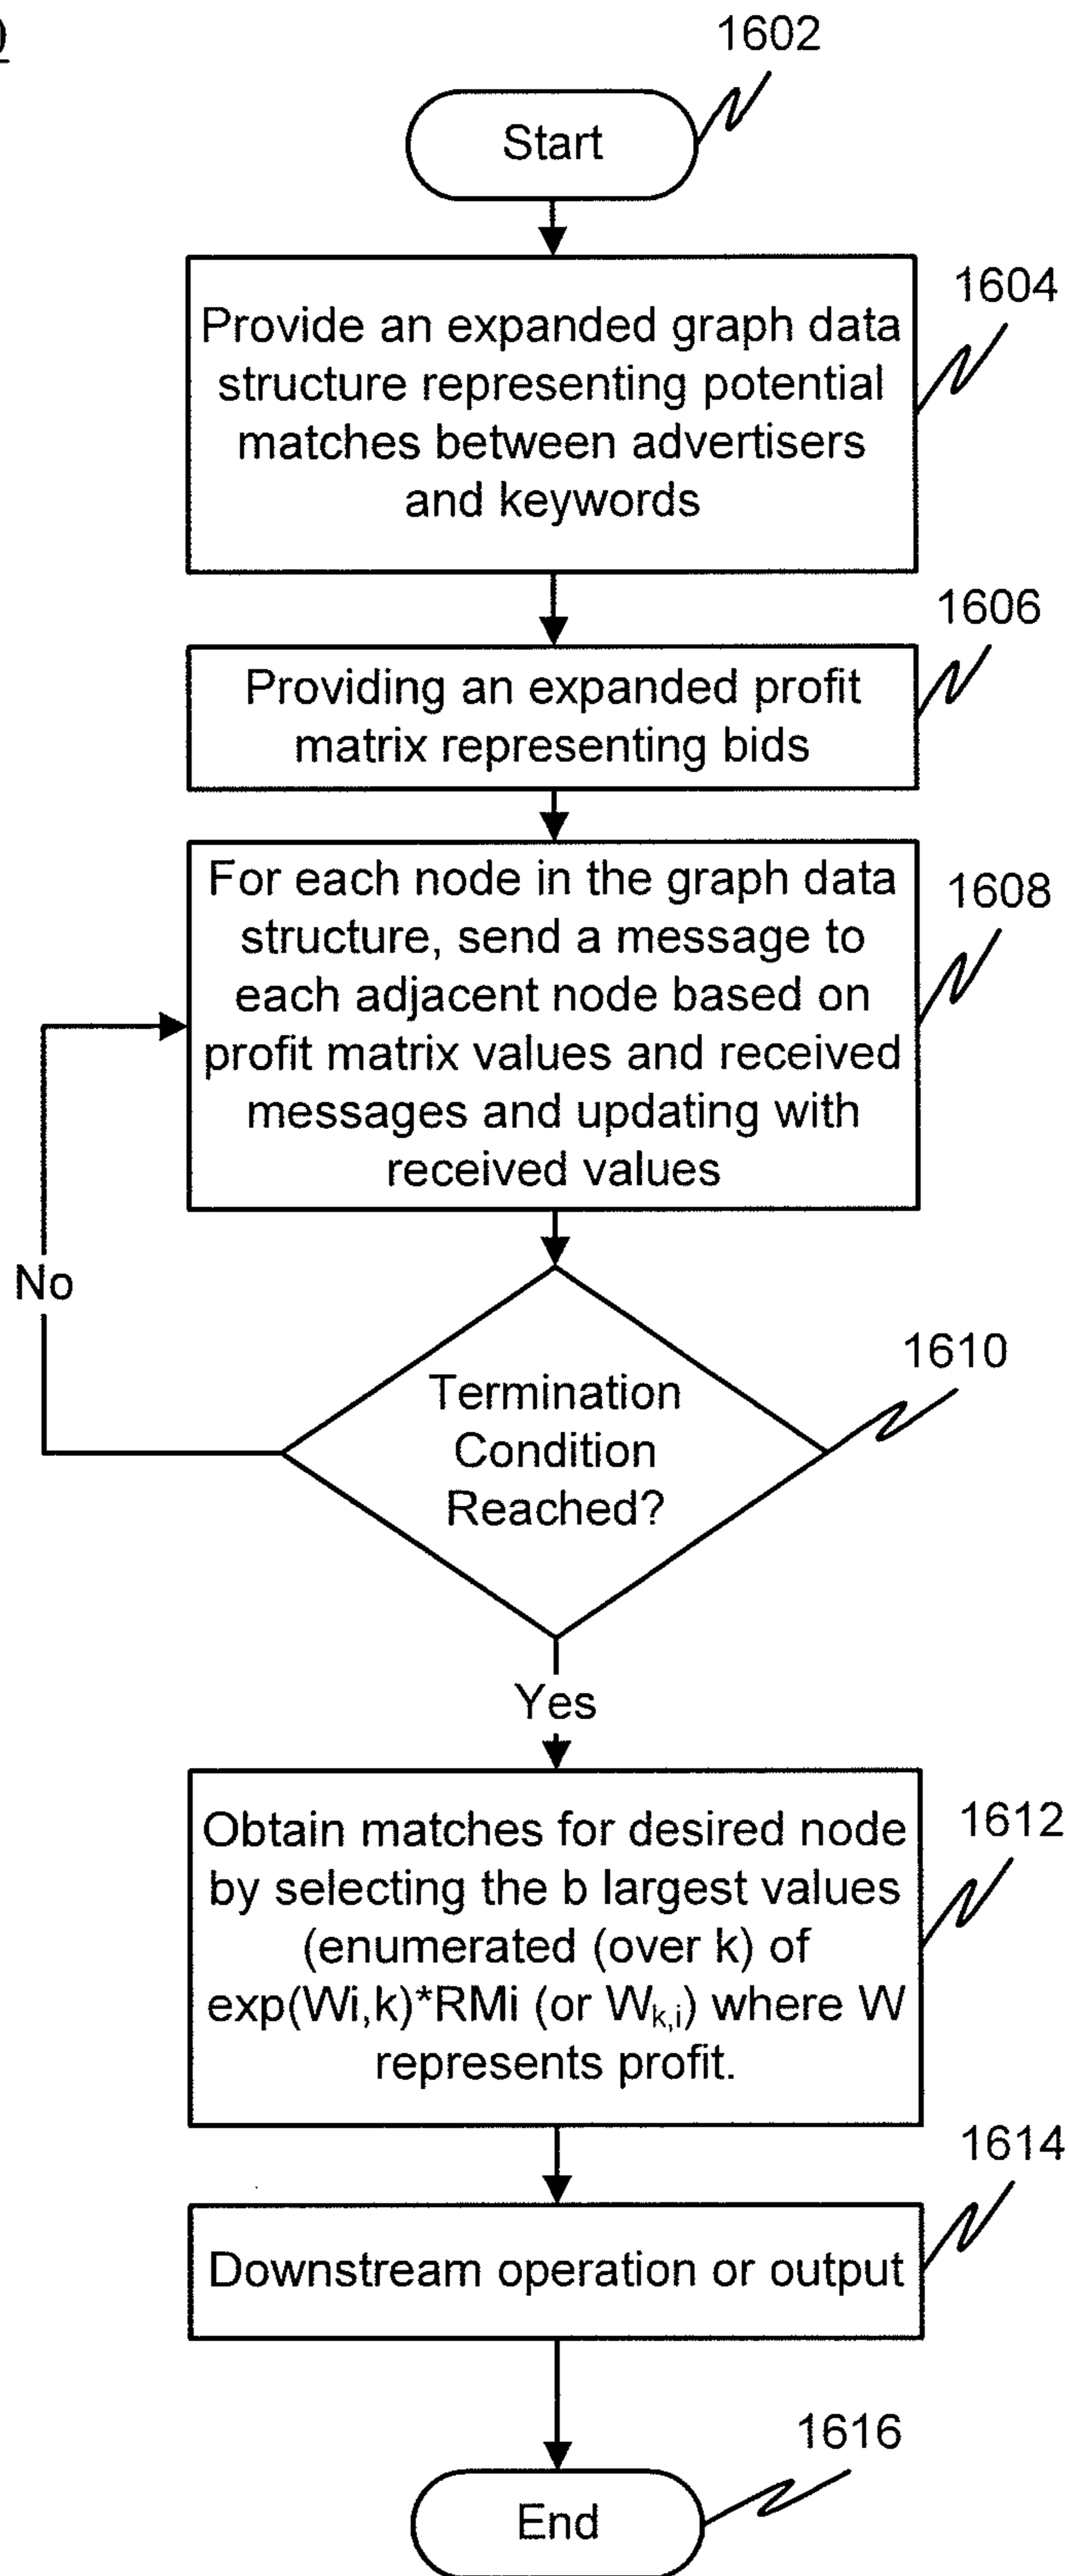 1602
Start
1604
Provide an expanded graph data
structure representing potential
matches between advertisers
and keywords
1606
Providing an expanded profit
matrix representing bids
1608
For each node in the graph data
structure, send a message to
each adjacent node based on
profit matrix values and received
messages and updating with
received values
No
1610
Termination
Condition
Reached?
Yes
1612
Obtain matches for desired node
by selecting the b largest values
(enumerated (over k) of
exp(Wi,k)*RMi (or Wk,i) where W
represents profit.
1614
Downstream operation or output
1616
End